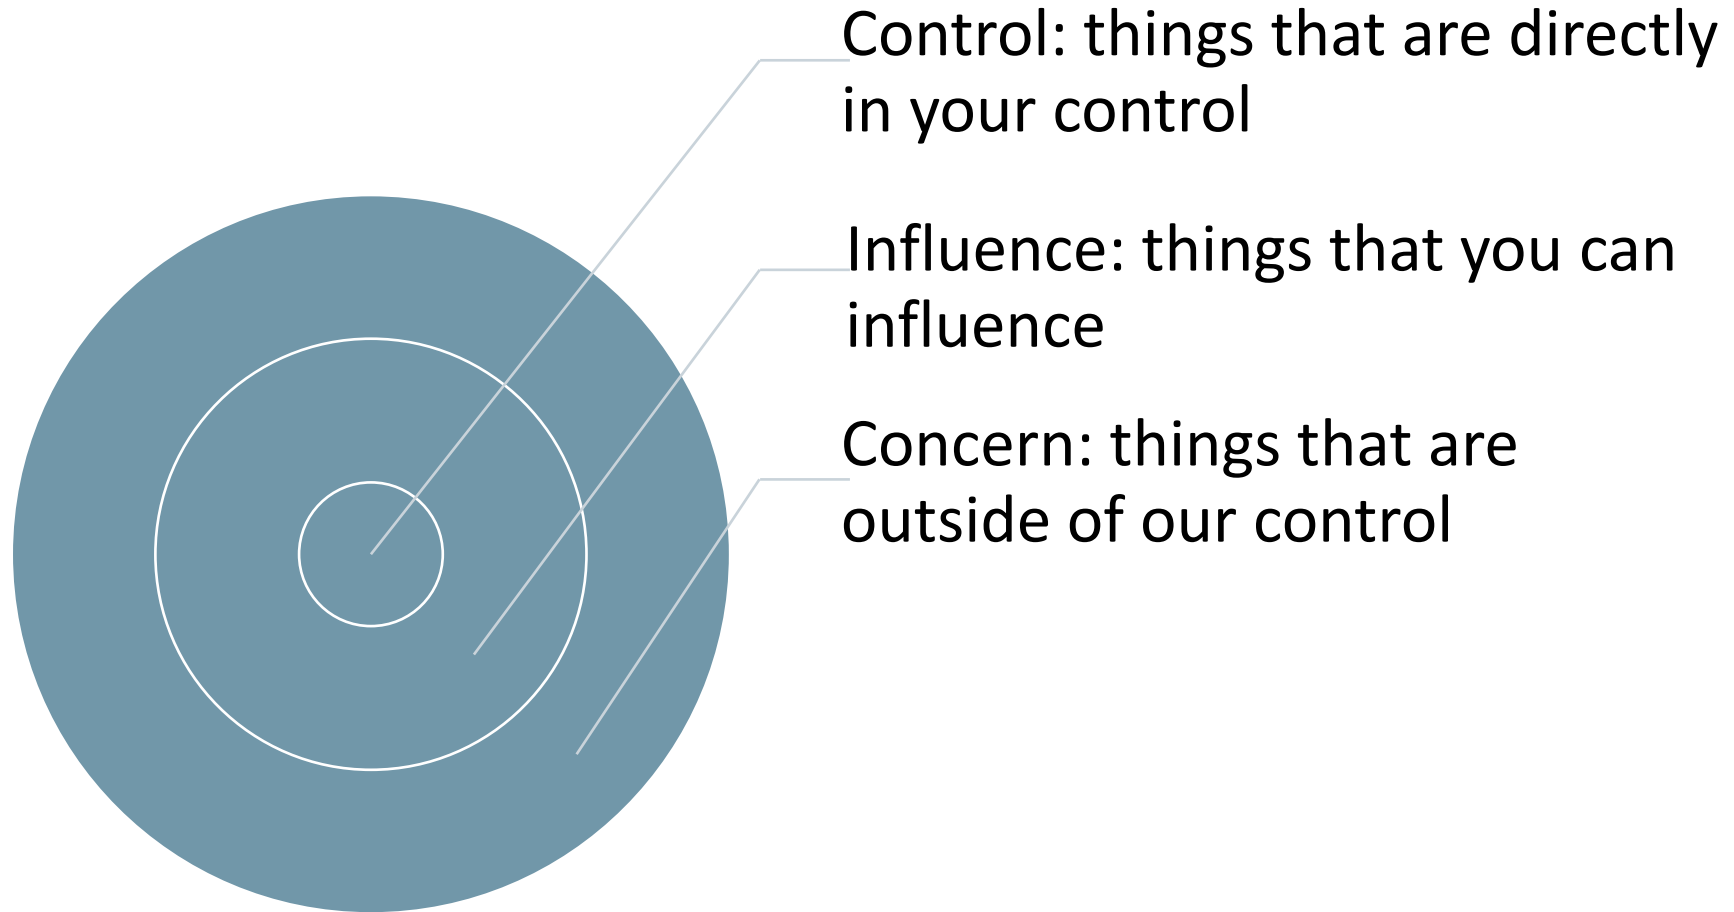 Control: things that are directly
in your control
Influence: things that you can
influence
Concern: things that are
outside of our control